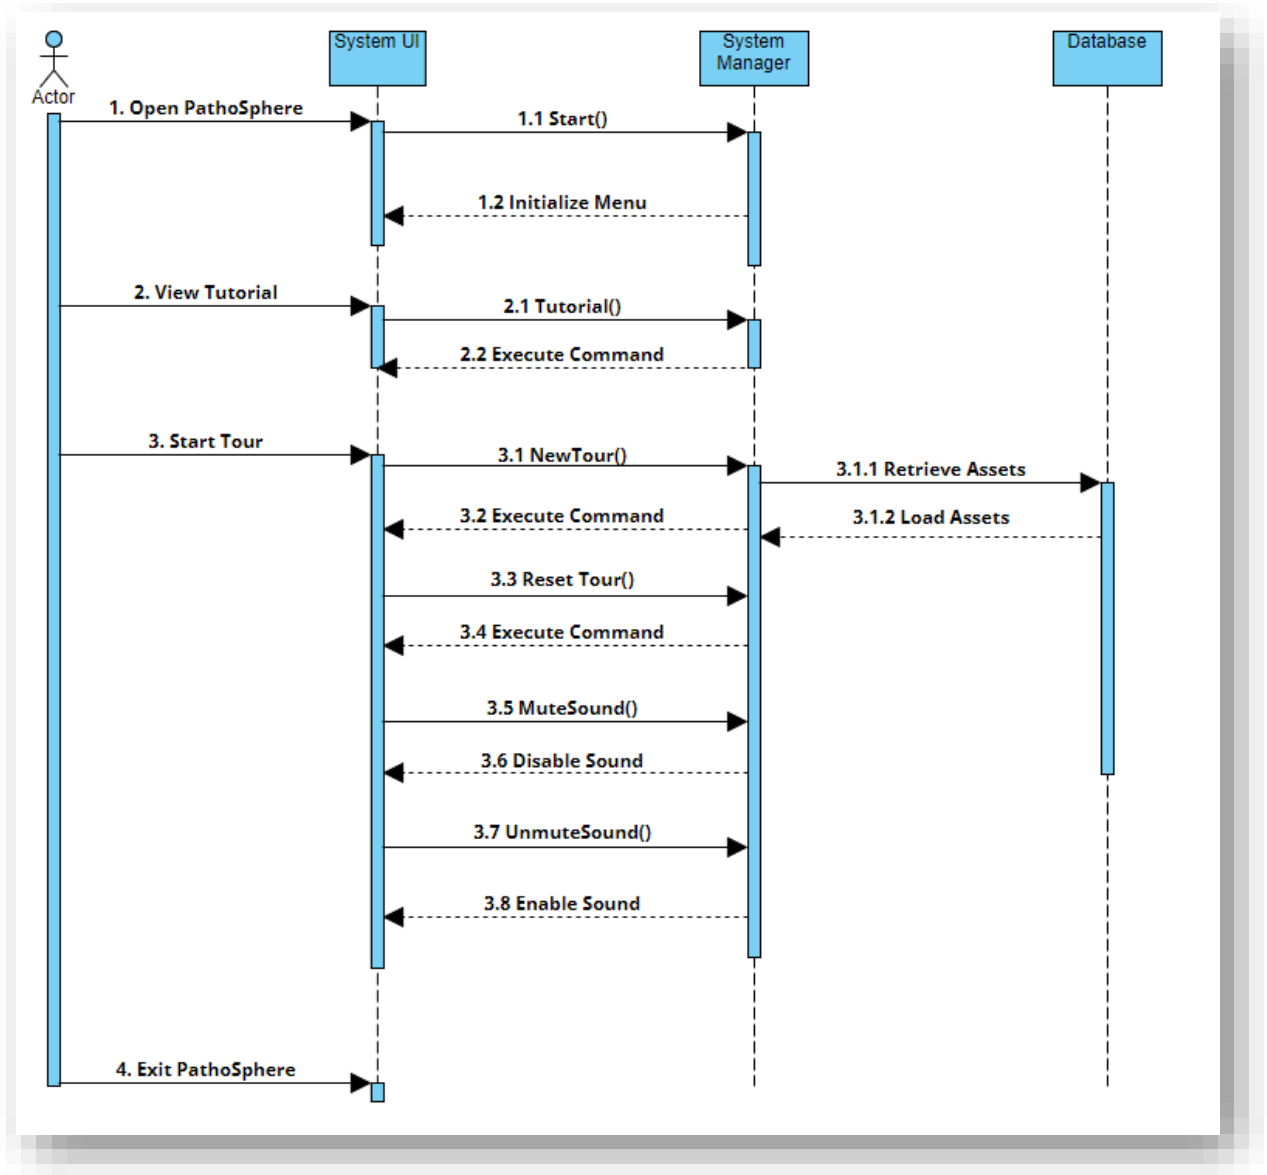 System UI
System
Manager
Database
Actor
1. Open PathoSphere
1.1 Start()
1.2 Initialize Menu
2. View Tutorial
2.1 Tutorial()
2.2 Execute Command
3. Start Tour
3.1 NewTour()
3.1.1 Retrieve Assets
3.2 Execute Command
3.1.2 Load Assets
3.3 Reset Tour()
3.4 Execute Command
3.5 MuteSound()
3.6 Disable Sound
3.7 UnmuteSound()
3.8 Enable Sound
4. Exit PathoSphere